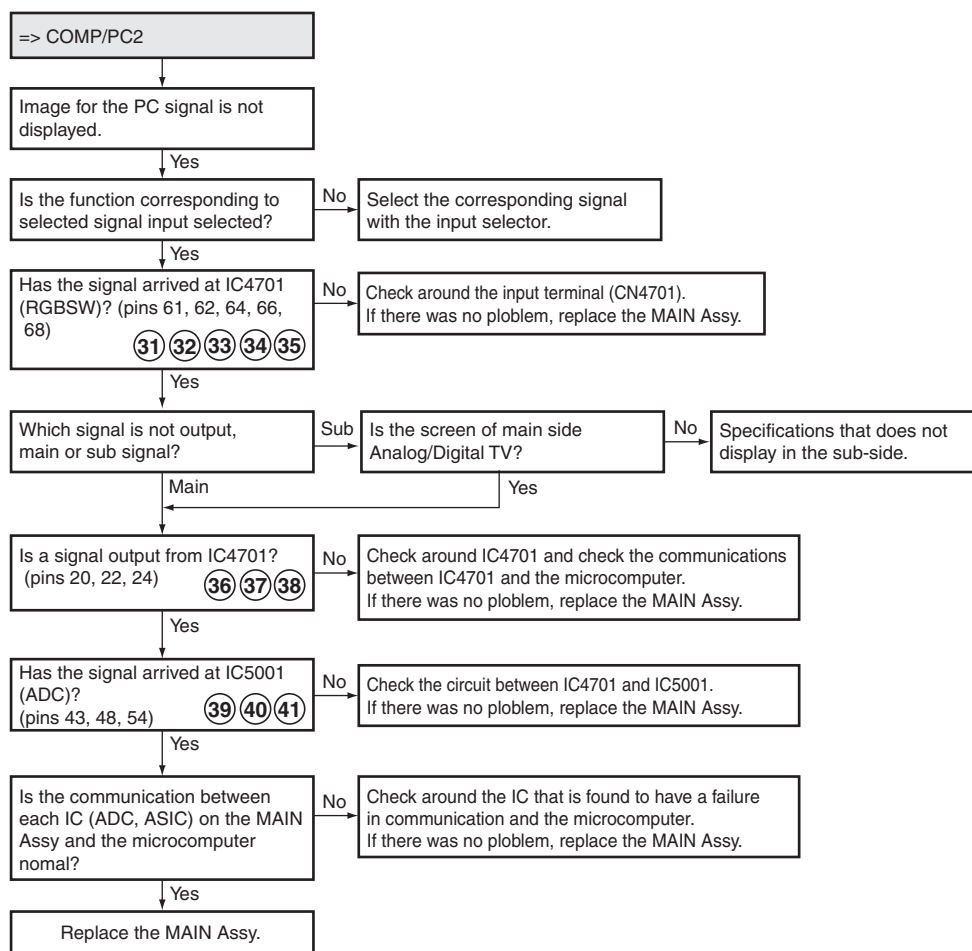 => COMP/PC2
Image for the PC signal is not
displayed.
Yes
Is the function corresponding to
selected signal input selected?
No
Select the corresponding signal
with the input selector.
Yes
Has the signal arrived at IC4701
(RGBSW)? (pins 61, 62, 64, 66,
68)
31 32 33 34 35
No
Check around the input terminal (CN4701).
If there was no ploblem, replace the MAIN Assy.
Yes
Which signal is not output,
main or sub signal?
Sub
Is the screen of main side
Analog/Digital TV?
No
Specifications that does not
display in the sub-side.
Main
Yes
Is a signal output from IC4701?
(pins 20, 22, 24)
36 37 38
No
Check around IC4701 and check the communications
between IC4701 and the microcomputer.
If there was no ploblem, replace the MAIN Assy.
Yes
Has the signal arrived at IC5001
(ADC)?
(pins 43, 48, 54)
39 40 41
No
Check the circuit between IC4701 and IC5001.
If there was no ploblem, replace the MAIN Assy.
Yes
Is the communication between
each IC (ADC, ASIC) on the MAIN
Assy and the microcomputer
nomal?
No
Check around the IC that is found to have a failure
in communication and the microcomputer.
If there was no ploblem, replace the MAIN Assy.
Yes
Replace the MAIN Assy.